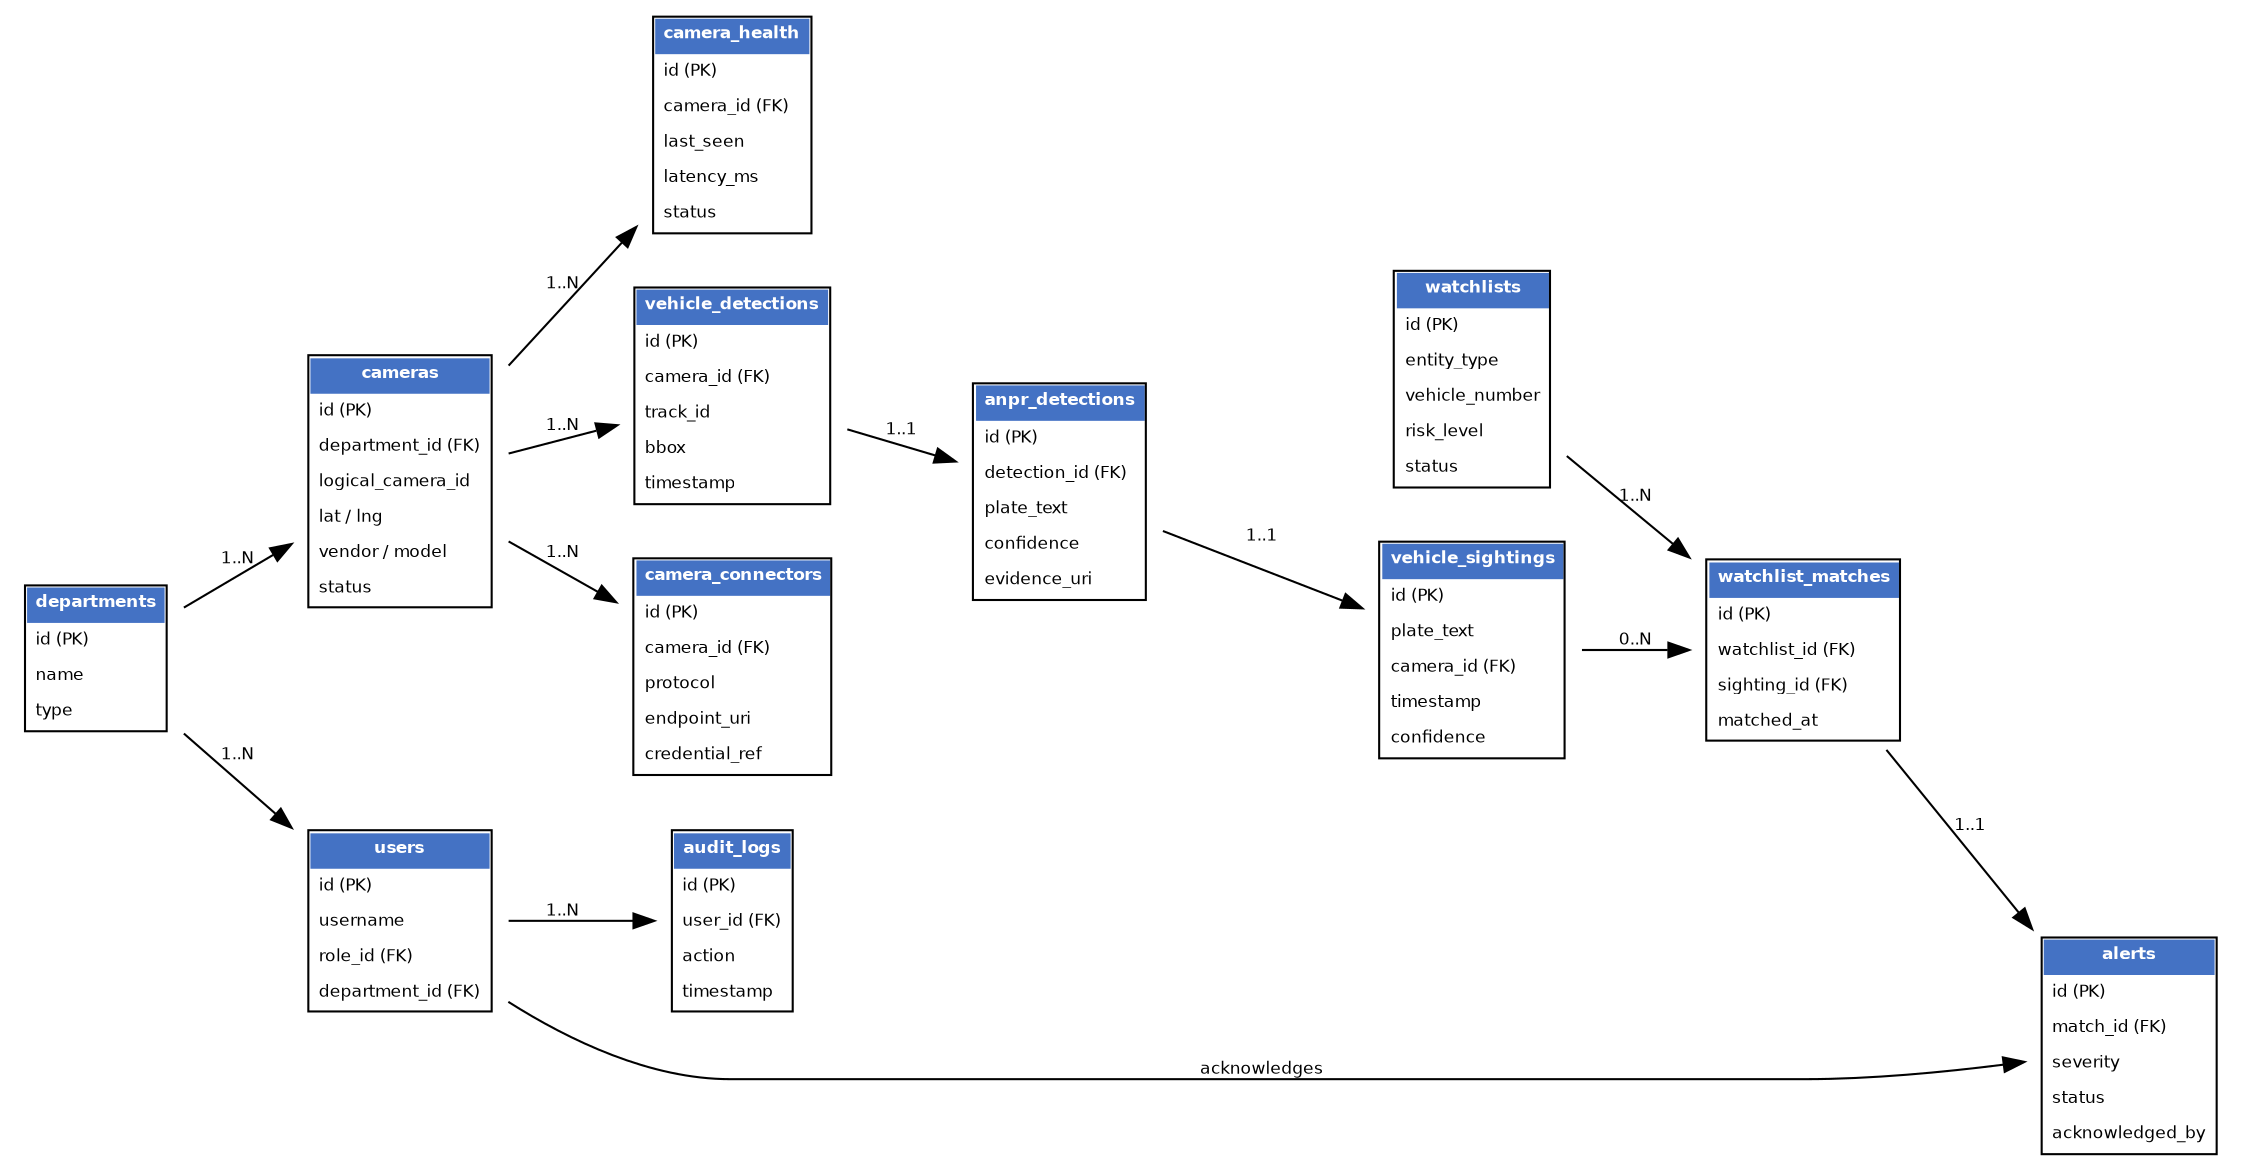 camera_health
id (PK)
camera_id (FK)
last_seen
latency_ms
status
1..N
vehicle_detections
id (PK)
camera_id (FK)
track_id
bbox
timestamp
1..N
cameras
id (PK)
department_id (FK)
logical_camera_id
lat / lng
vendor / model
status
1..N
camera_connectors
id (PK)
camera_id (FK)
protocol
endpoint_uri
credential_ref
1..N
departments
id (PK)
name
type
1..N
users
id (PK)
username
role_id (FK)
department_id (FK)
1..N
audit_logs
id (PK)
user_id (FK)
action
timestamp
1..1
anpr_detections
id (PK)
detection_id (FK)
plate_text
confidence
evidence_uri
1..1
watchlists
id (PK)
entity_type
vehicle_number
risk_level
status
1..N
vehicle_sightings
id (PK)
plate_text
camera_id (FK)
timestamp
confidence
0..N
watchlist_matches
id (PK)
watchlist_id (FK)
sighting_id (FK)
matched_at
1..1
acknowledges
alerts
id (PK)
match_id (FK)
severity
status
acknowledged_by